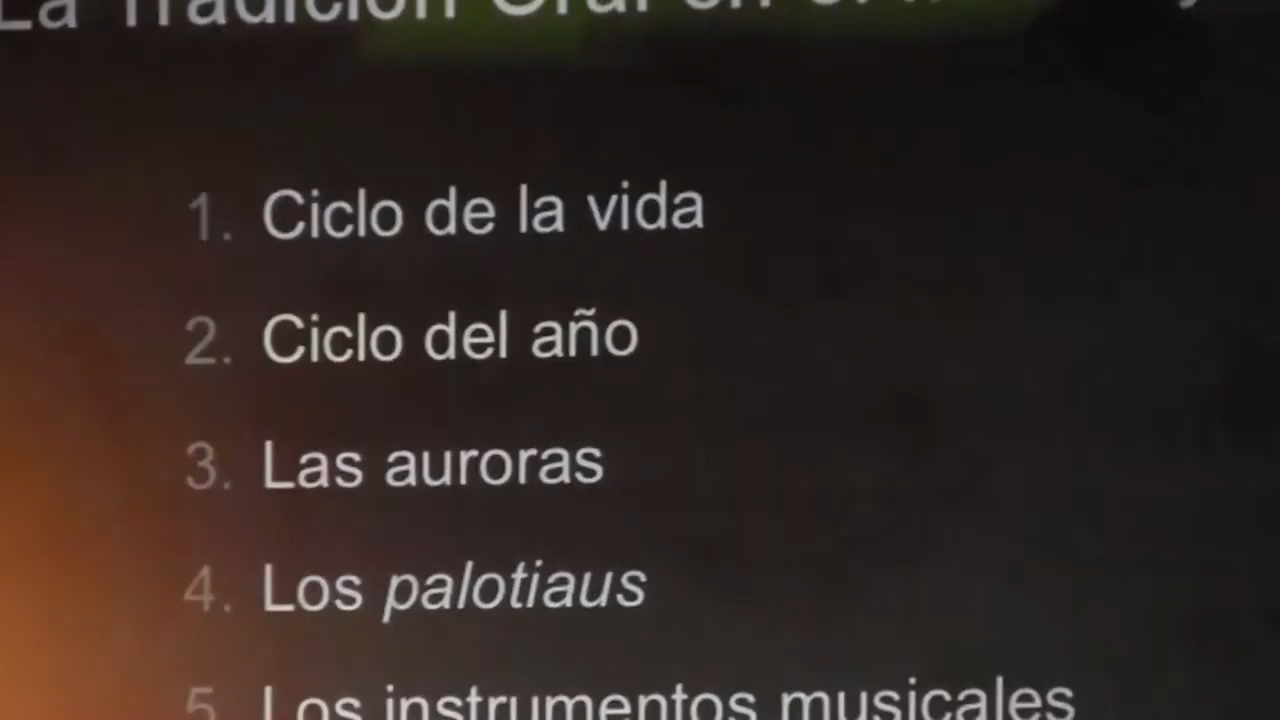 La Tradición Oral en el
1. Ciclo de la vida
2. Ciclo del año
3. Las auroras
4. Los palotiaus
5. Los instrumentos musicales